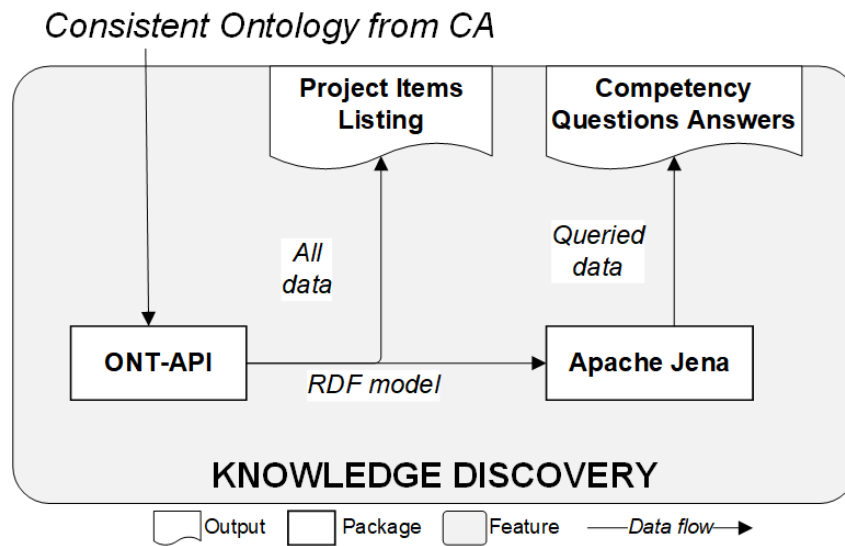 Consistent Ontology from CA
Project Items
Listing
Competency
Questions Answers
All
data
Queried
data
ONT-API
RDF model
Apache Jena
KNOWLEDGE DISCOVERY
Output
Package
Feature
Data flow